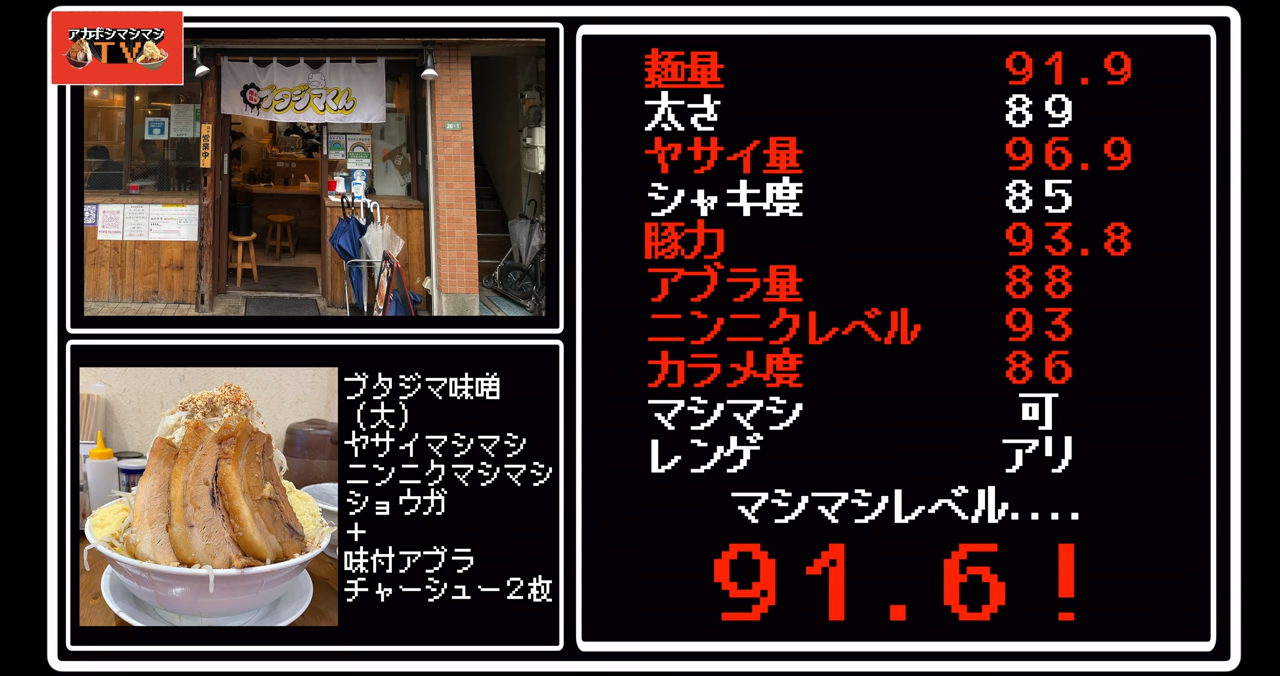 アカボシマシマシ
TV
ブタジマくん
営業中
26-1
ブタジマ味噌
（大）
ヤサイマシマシ
ニンニクマシマシ
ショウガ
＋
味付アブラ
チャーシュー２枚
麺量 91.9
太さ 89
ヤサイ量 96.9
シャキ度 85
豚力 93.8
アブラ量 88
ニンニクレベル 93
カラメ度 86
マシマシ 可
レンゲ アリ
マシマシレベル....
91.6!